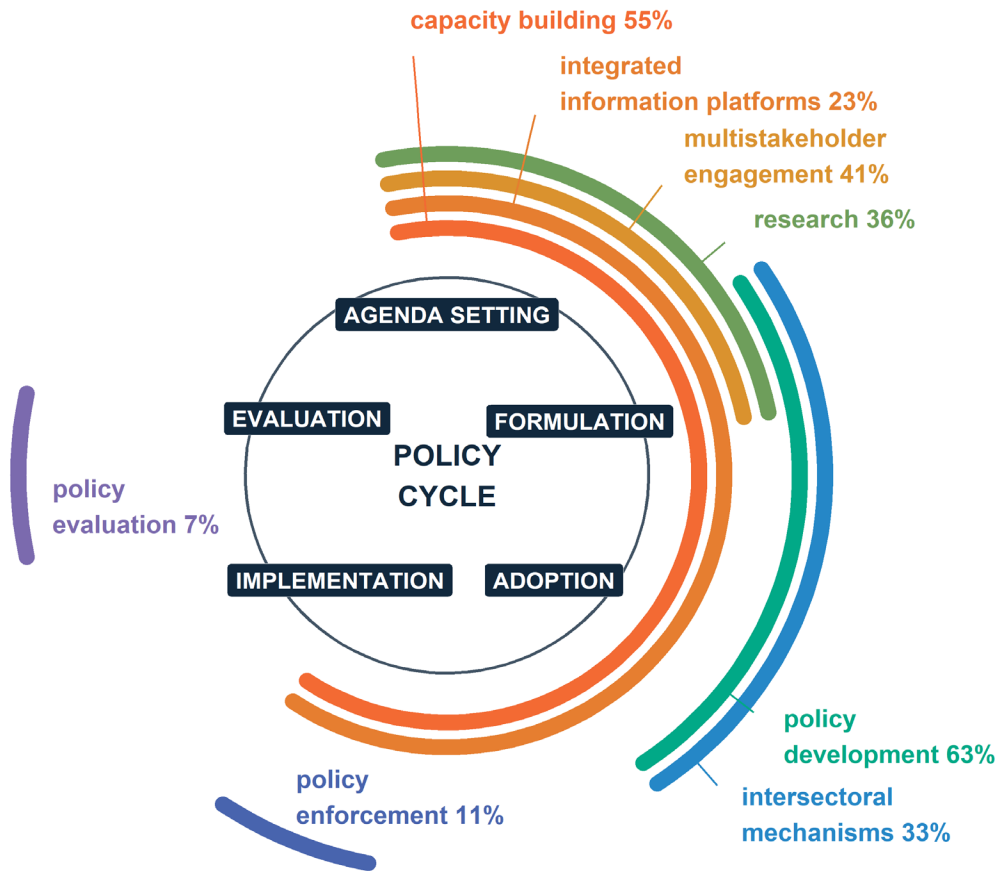 capacity building 55%
integrated
information platforms 23%
multistakeholder
engagement 41%
research 36%
AGENDA SETTING
EVALUATION
FORMULATION
POLICY
CYCLE
policy
evaluation 7%
IMPLEMENTATION
ADOPTION
policy
development 63%
policy
enforcement 11%
intersectoral
mechanisms 33%